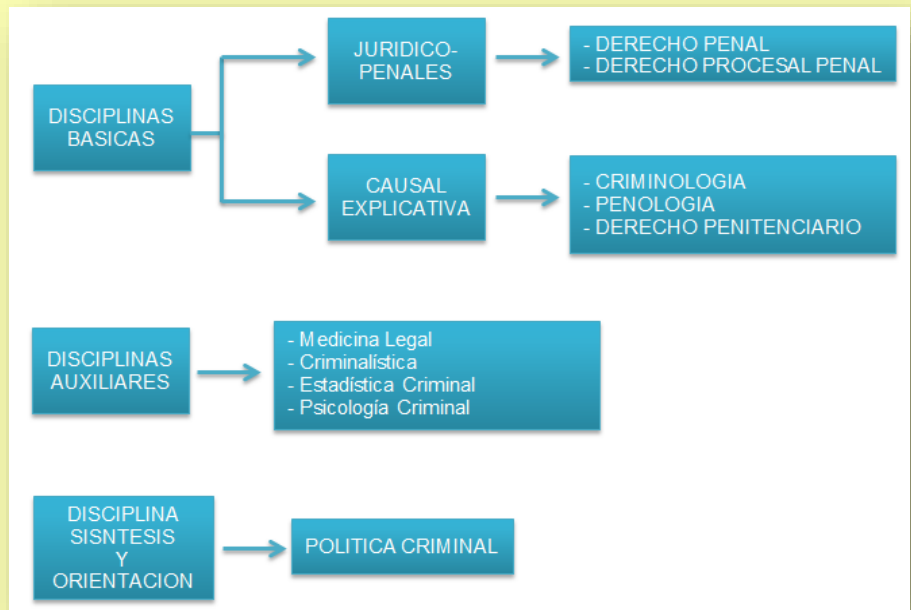 DISCIPLINAS
BASICAS
JURIDICO-
PENALES
- DERECHO PENAL
- DERECHO PROCESAL PENAL
CAUSAL
EXPLICATIVA
- CRIMINOLOGIA
- PENOLOGIA
- DERECHO PENITENCIARIO
DISCIPLINAS
AUXILIARES
- Medicina Legal
- Criminalística
- Estadística Criminal
- Psicología Criminal
DISCIPLINA
SISNTESIS
Y
ORIENTACION
POLITICA CRIMINAL